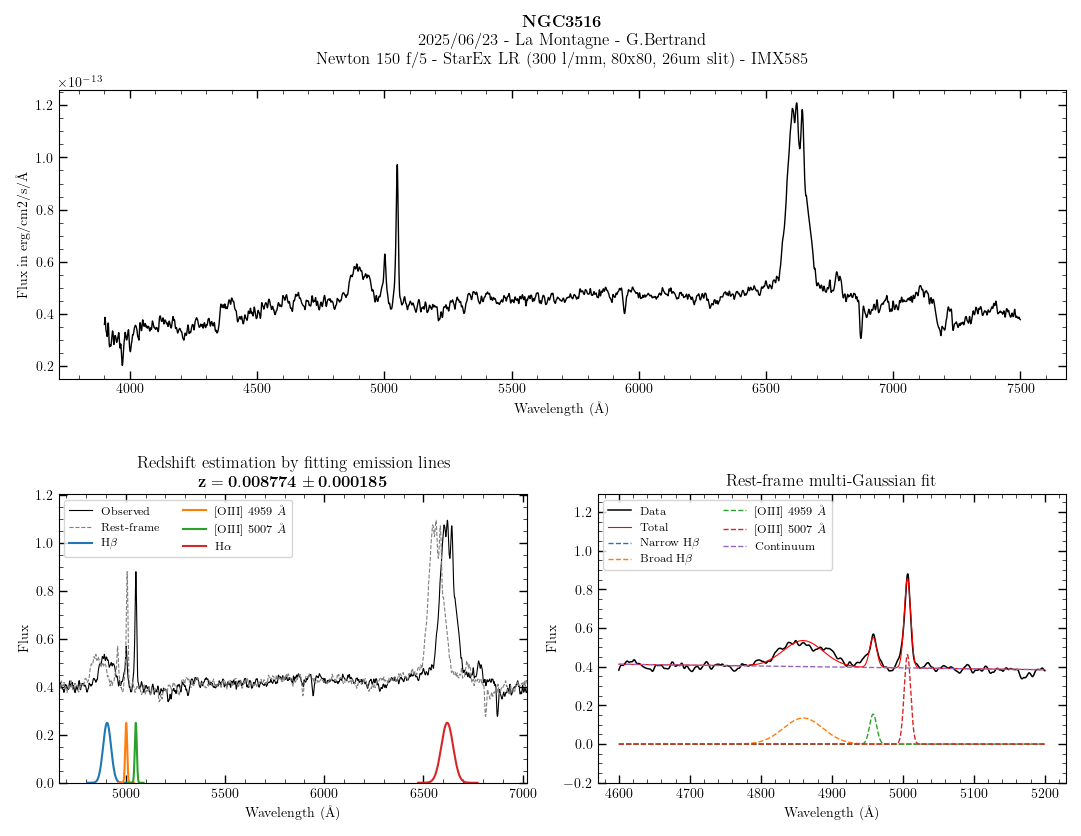 NGC3516
2025/06/23 - La Montagne - G.Bertrand
Newton 150 f/5 - StarEx LR (300 l/mm, 80x80, 26um slit) - IMX585
×10⁻¹³
Flux in erg/cm2/s/Å
1.2
1.0
0.8
0.6
0.4
0.2
4000 4500 5000 5500 6000 6500 7000 7500
Wavelength (Å)
Redshift estimation by fitting emission lines
z = 0.008774 ± 0.000185
Observed
Rest-frame
Hβ
[OIII] 4959 Å
[OIII] 5007 Å
Hα
Flux
1.2
1.0
0.8
0.6
0.4
0.2
0.0
5000 5500 6000 6500 7000
Wavelength (Å)
Rest-frame multi-Gaussian fit
Data
Total
Narrow Hβ
Broad Hβ
[OIII] 4959 Å
[OIII] 5007 Å
Continuum
Flux
1.2
1.0
0.8
0.6
0.4
0.2
0.0
−0.2
4600 4700 4800 4900 5000 5100 5200
Wavelength (Å)